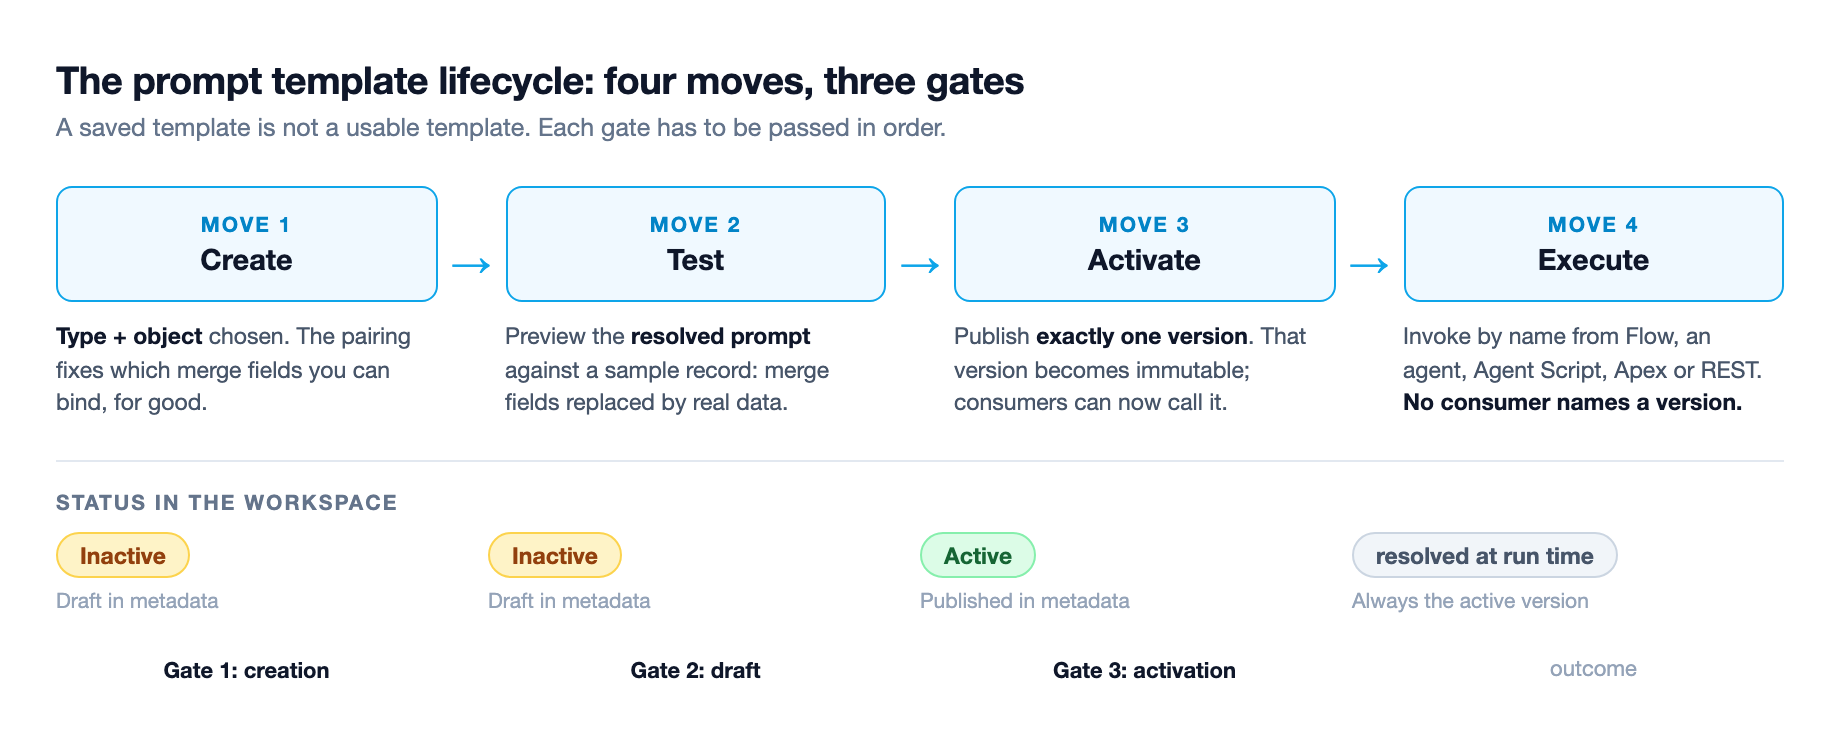 The prompt template lifecycle: four moves, three gates
A saved template is not a usable template. Each gate has to be passed in order.
MOVE 1
Create
→
MOVE 2
Test
→
MOVE 3
Activate
→
MOVE 4
Execute
Type + object chosen. The pairing
fixes which merge fields you can
bind, for good.
Preview the resolved prompt
against a sample record: merge
fields replaced by real data.
Publish exactly one version. That
version becomes immutable;
consumers can now call it.
Invoke by name from Flow, an
agent, Agent Script, Apex or REST.
No consumer names a version.
STATUS IN THE WORKSPACE
Inactive
Draft in metadata
Inactive
Draft in metadata
Active
Published in metadata
resolved at run time
Always the active version
Gate 1: creation
Gate 2: draft
Gate 3: activation
outcome